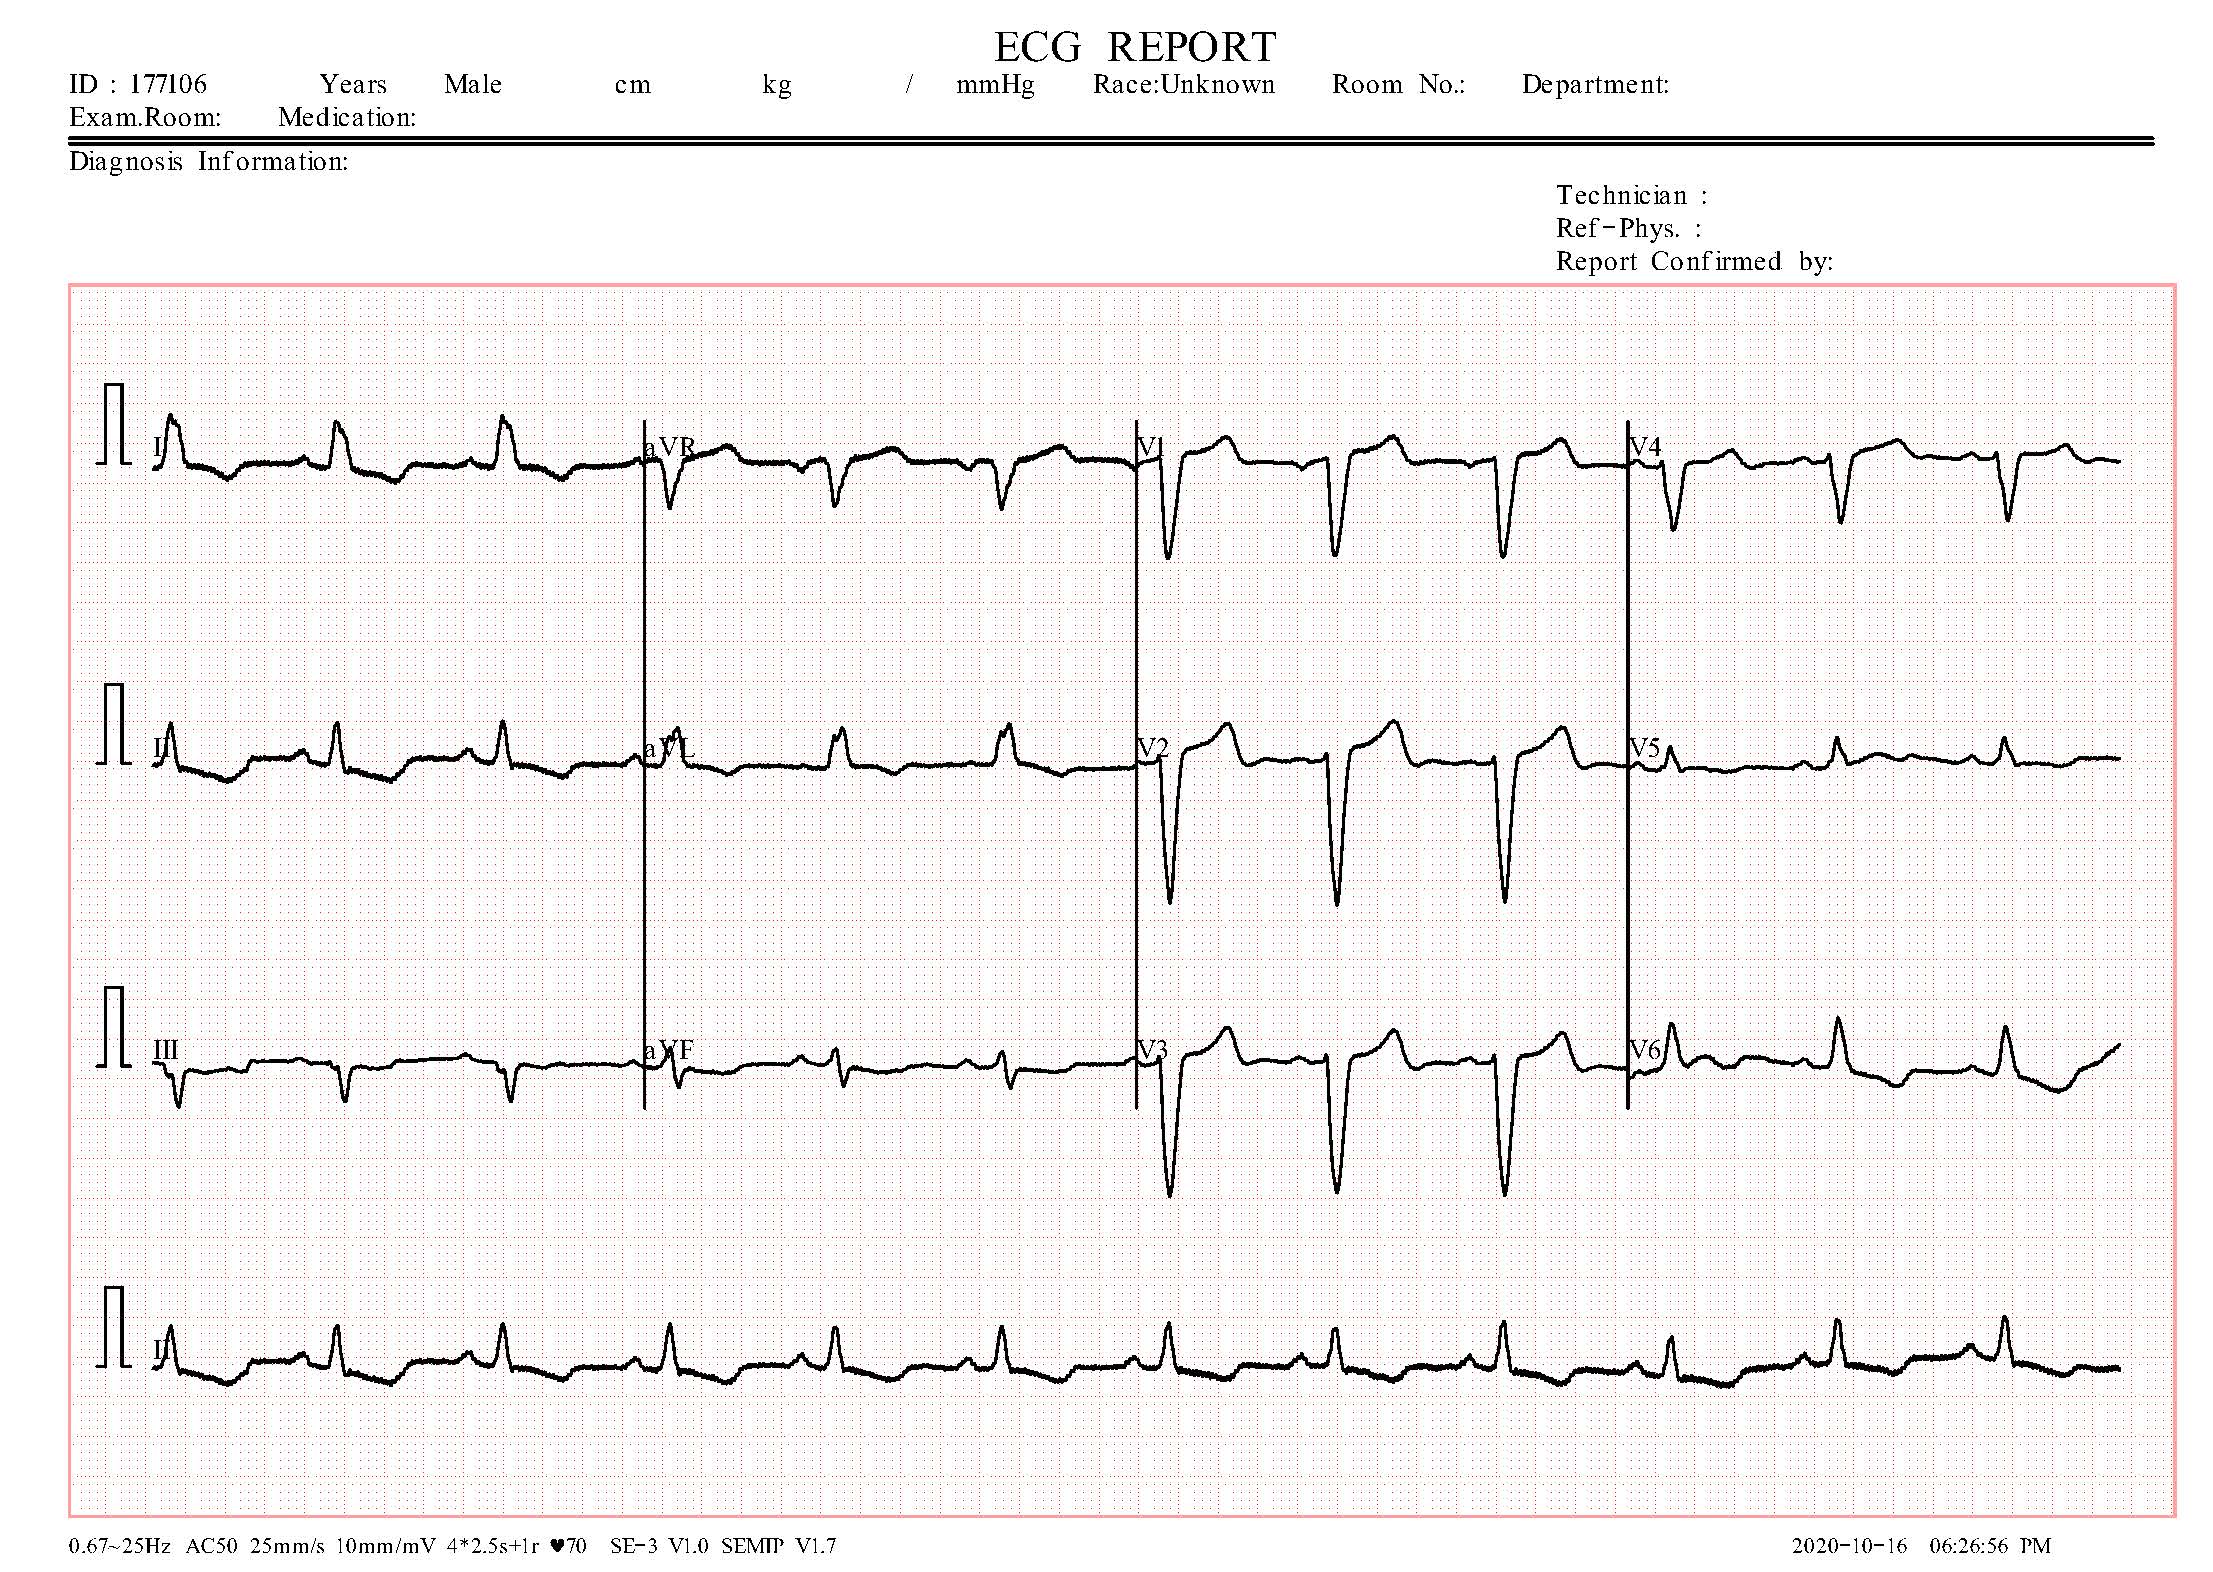 ECG REPORT
ID : 177106 Years Male cm kg / mmHg Race:Unknown Room No.: Department:
Exam.Room: Medication:
Diagnosis Information:
Technician :
Ref-Phys. :
Report Confirmed by:
I aVR V1 V4
II aVL V2 V5
III aVF V3 V6
II
0.67~25Hz AC50 25mm/s 10mm/mV 4*2.5s+1r ♥70 SE-3 V1.0 SEMIP V1.7 2020-10-16 06:26:56 PM